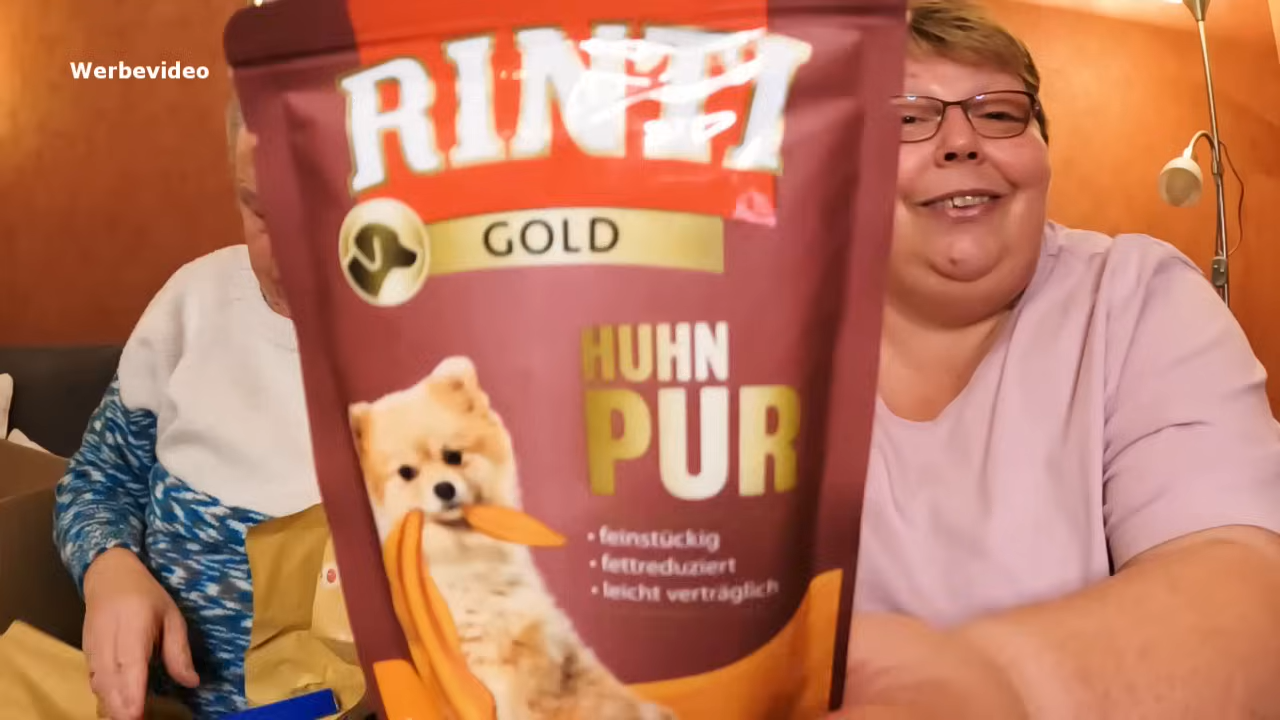 Werbevideo
RINTI
GOLD
HUHN
PUR
• feinstückig
• fettreduziert
• leicht verträglich